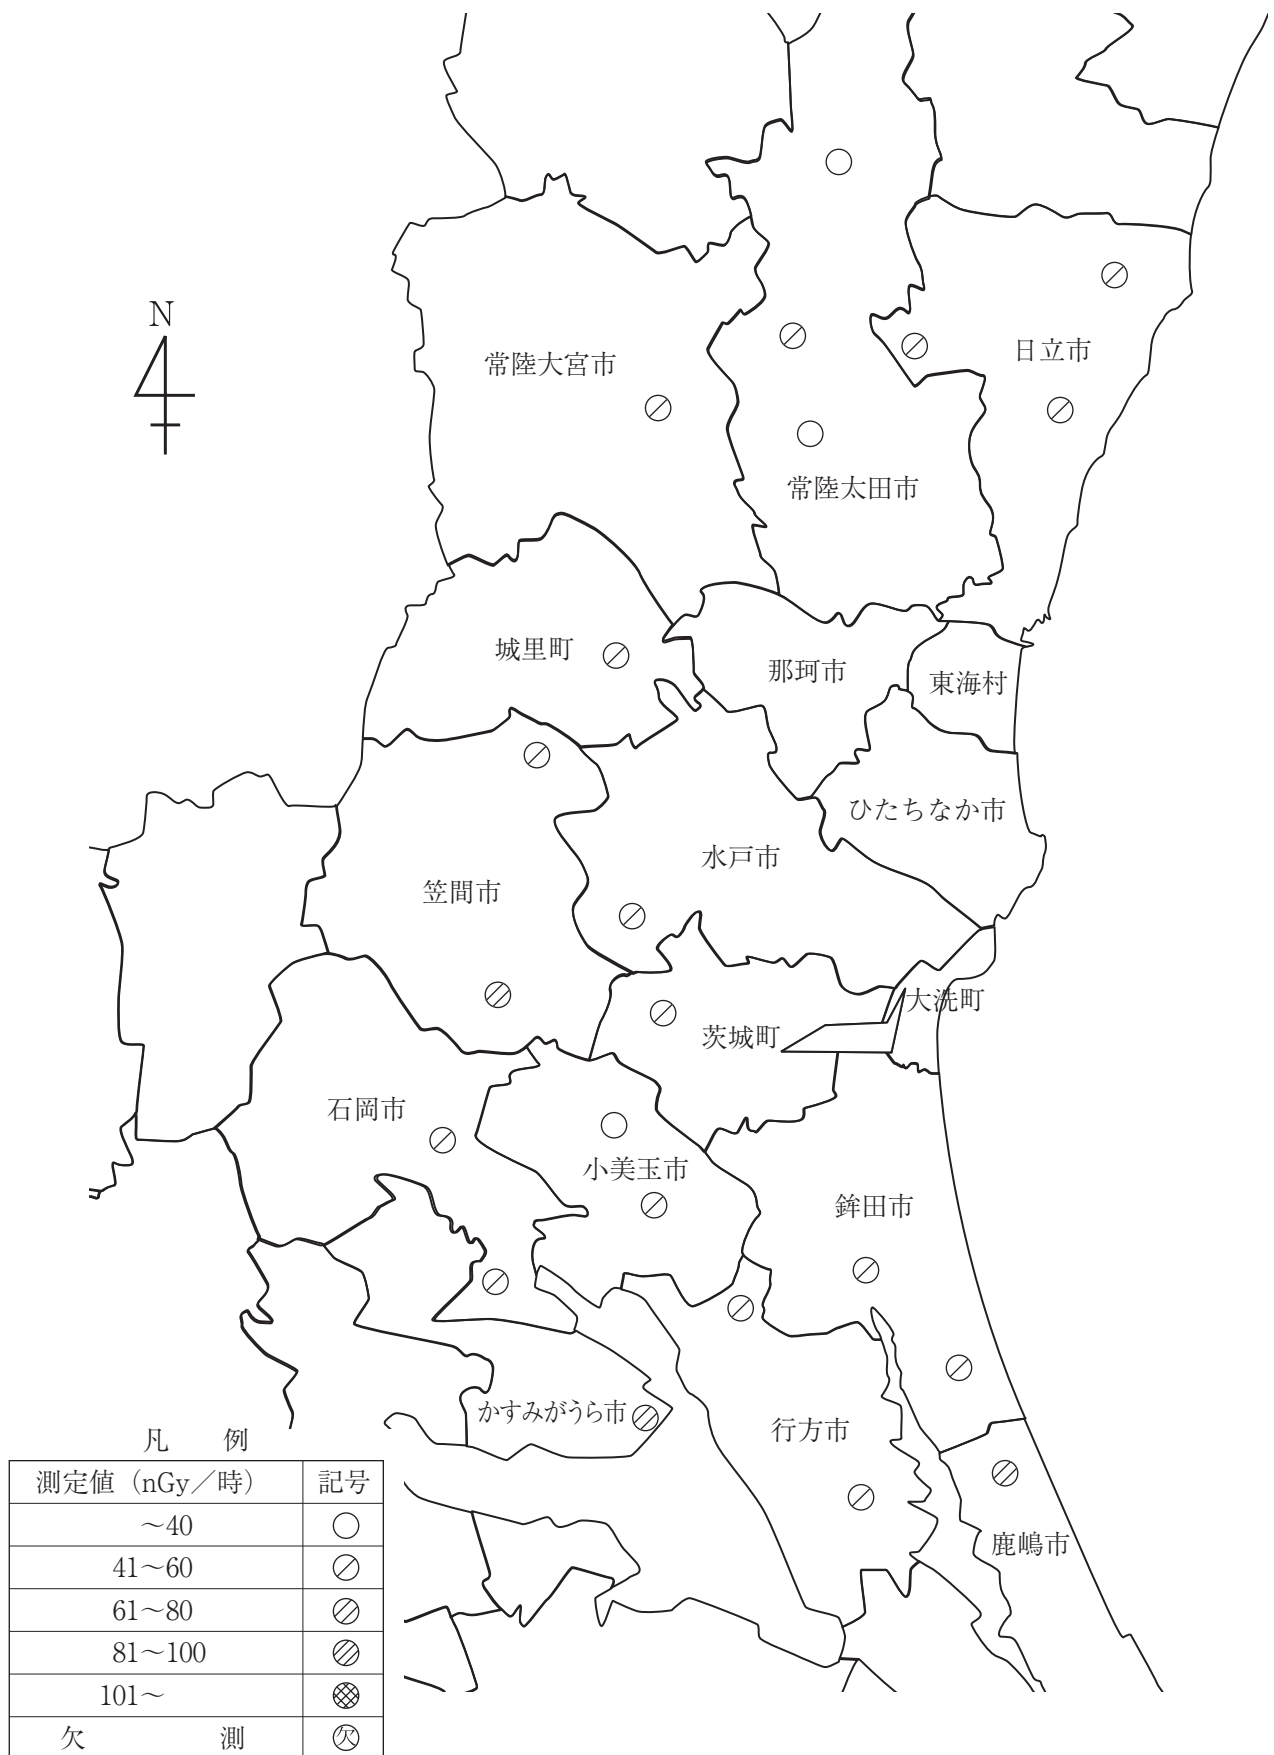 N
常陸大宮市
日立市
常陸太田市
城里町
那珂市
東海村
ひたちなか市
水戸市
笠間市
大洗町
茨城町
石岡市
小美玉市
鉾田市
かすみがうら市
行方市
鹿嶋市
凡 例
測定値（nGy／時） 記号
～40
41～60
61～80
81～100
101～
欠 測 欠